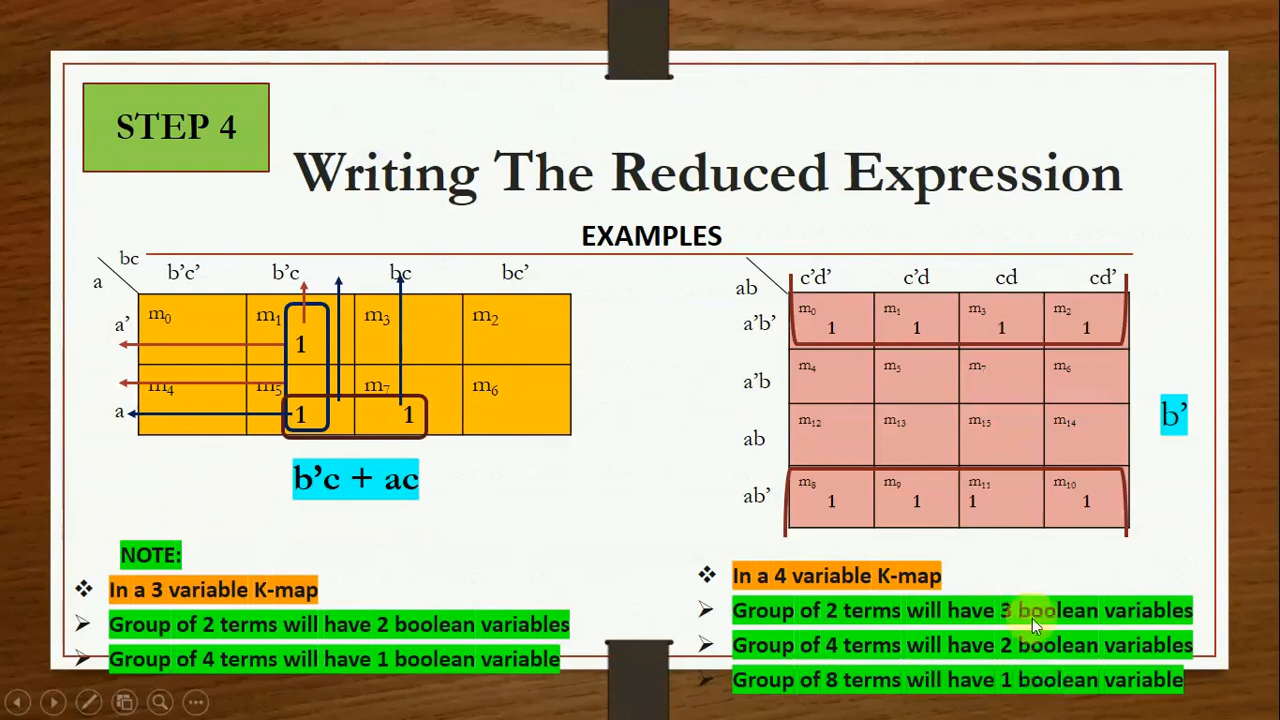 STEP 4
Writing The Reduced Expression
EXAMPLES
bc
a
b'c' b'c bc bc'
a' m0 m1 m3 m2
1
a m4 m5 m7 m6
1 1
b'c + ac
ab c'd' c'd cd cd'
a'b' m0 m1 m3 m2
1 1 1 1
a'b m4 m5 m7 m6
ab m12 m13 m15 m14
b'
ab' m8 m9 m11 m10
1 1 1 1
NOTE:
❖ In a 3 variable K-map
➢ Group of 2 terms will have 2 boolean variables
➢ Group of 4 terms will have 1 boolean variable
❖ In a 4 variable K-map
➢ Group of 2 terms will have 3 boolean variables
➢ Group of 4 terms will have 2 boolean variables
➢ Group of 8 terms will have 1 boolean variable